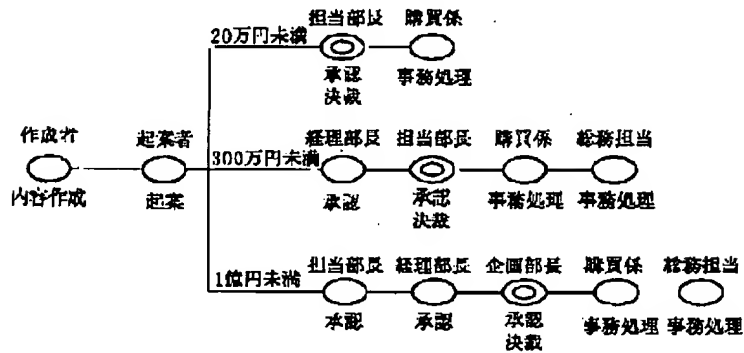 担当部長 購買係
20万円未満
承認 事務処理
決裁
作成者 起案者 経理部長 担当部長 購買係 総務担当
300万円未満
内容作成 起案 承認 承認 事務処理 事務処理
決裁
担当部長 経理部長 企画部長 購買係 総務担当
1億円未満
承認 承認 承認 事務処理 事務処理
決裁